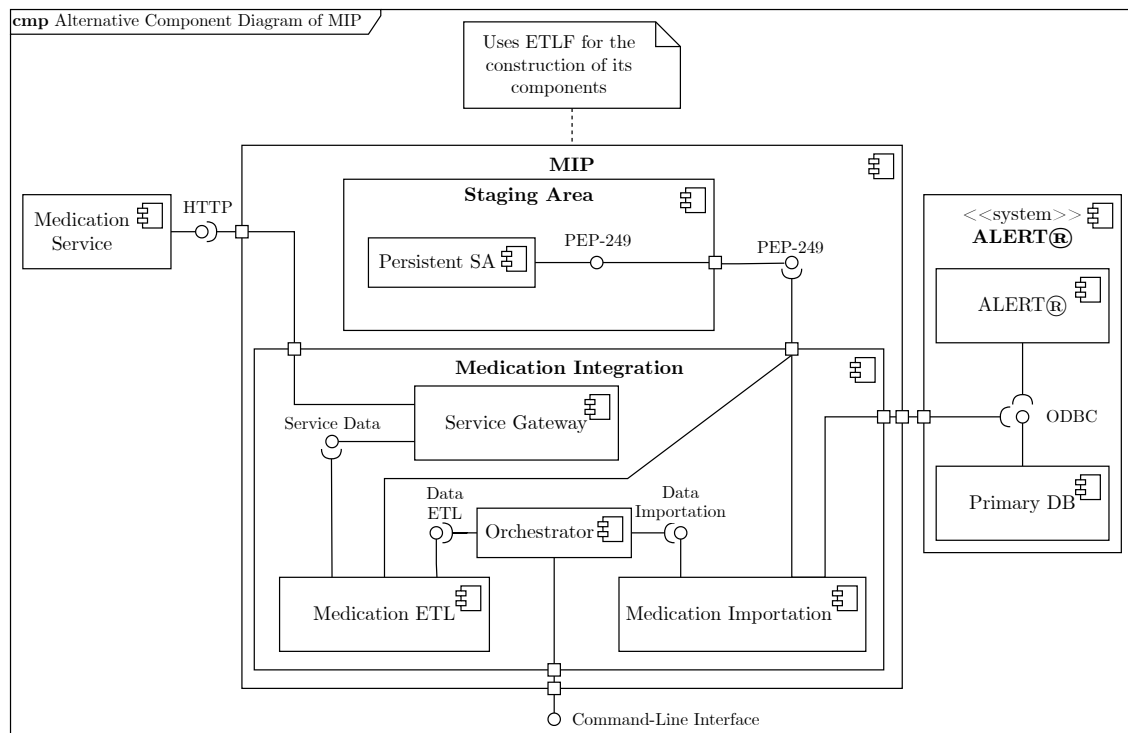 cmp Alternative Component Diagram of MIP
Uses ETLF for the
construction of its
components
MIP
Staging Area
Medication
Service
HTTP
Persistent SA
PEP-249
PEP-249
<<system>>
ALERT®
ALERT®
Medication Integration
Service Gateway
Service Data
ODBC
Data
ETL
Orchestrator
Data
Importation
Primary DB
Medication ETL
Medication Importation
Command-Line Interface